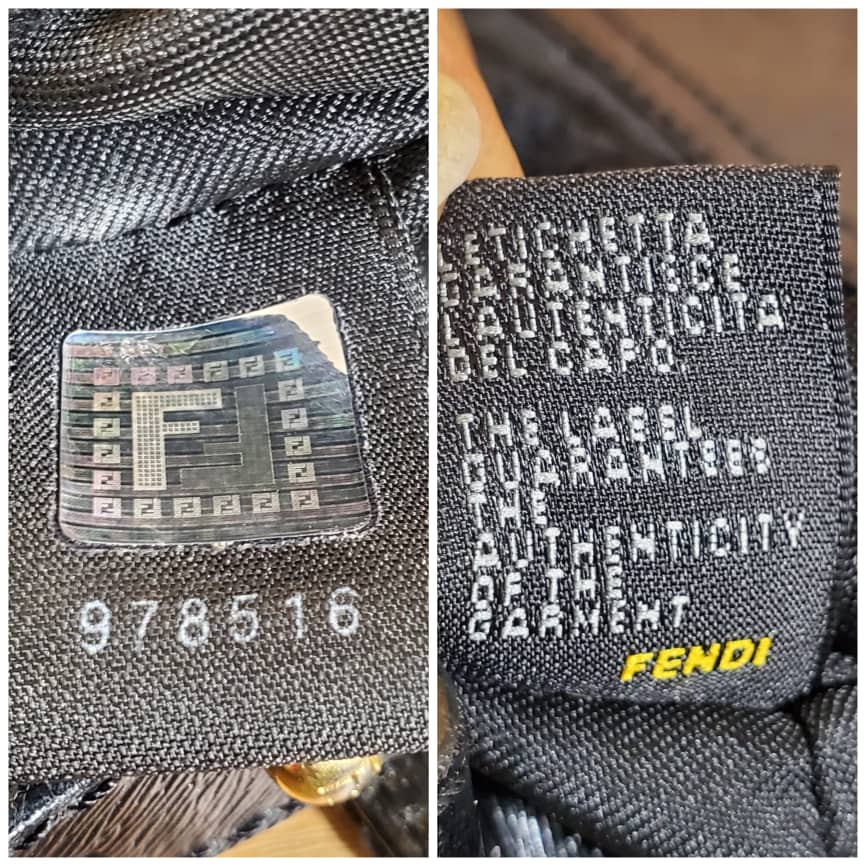 978516
L'ETICHETTA
GARANTISCE
L'AUTENTICITA'
DEL CAPO.
THE LABEL
GUARANTEES
THE
AUTHENTICITY
OF THE
GARMENT
FENDI